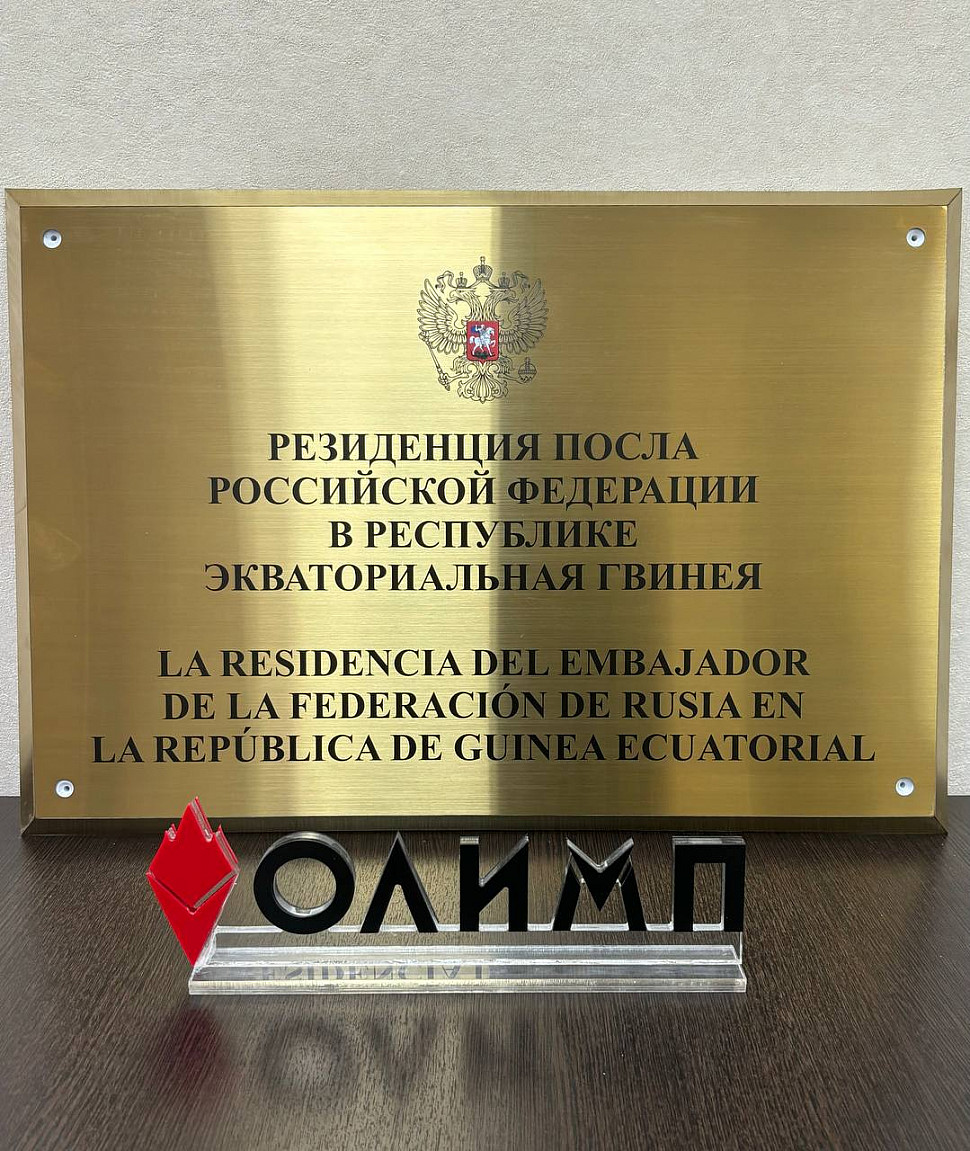 РЕЗИДЕНЦИЯ ПОСЛА
РОССИЙСКОЙ ФЕДЕРАЦИИ
В РЕСПУБЛИКЕ
ЭКВАТОРИАЛЬНАЯ ГВИНЕЯ
LA RESIDENCIA DEL EMBAJADOR
DE LA FEDERACIÓN DE RUSIA EN
LA REPÚBLICA DE GUINEA ECUATORIAL
ОЛИМП